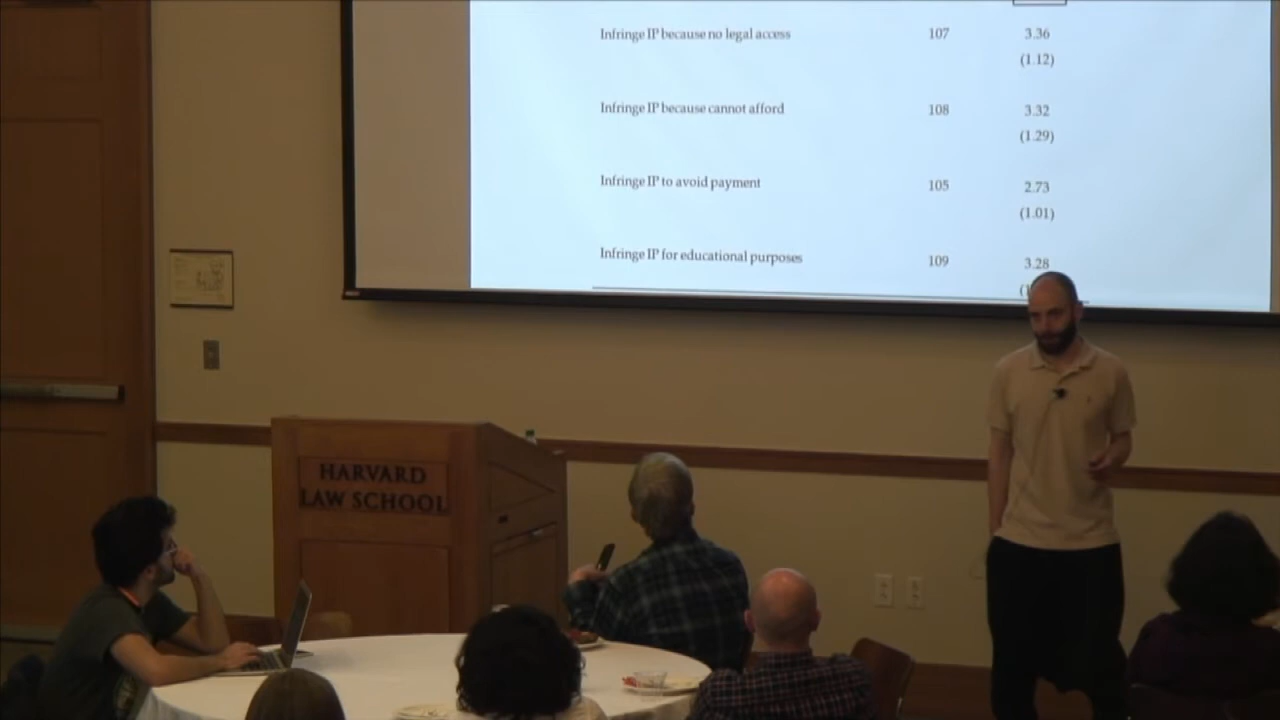 Infringe IP because no legal access 107 3.36
(1.12)
Infringe IP because cannot afford 108 3.32
(1.29)
Infringe IP to avoid payment 105 2.73
(1.01)
Infringe IP for educational purposes 109 3.28
HARVARD
LAW SCHOOL